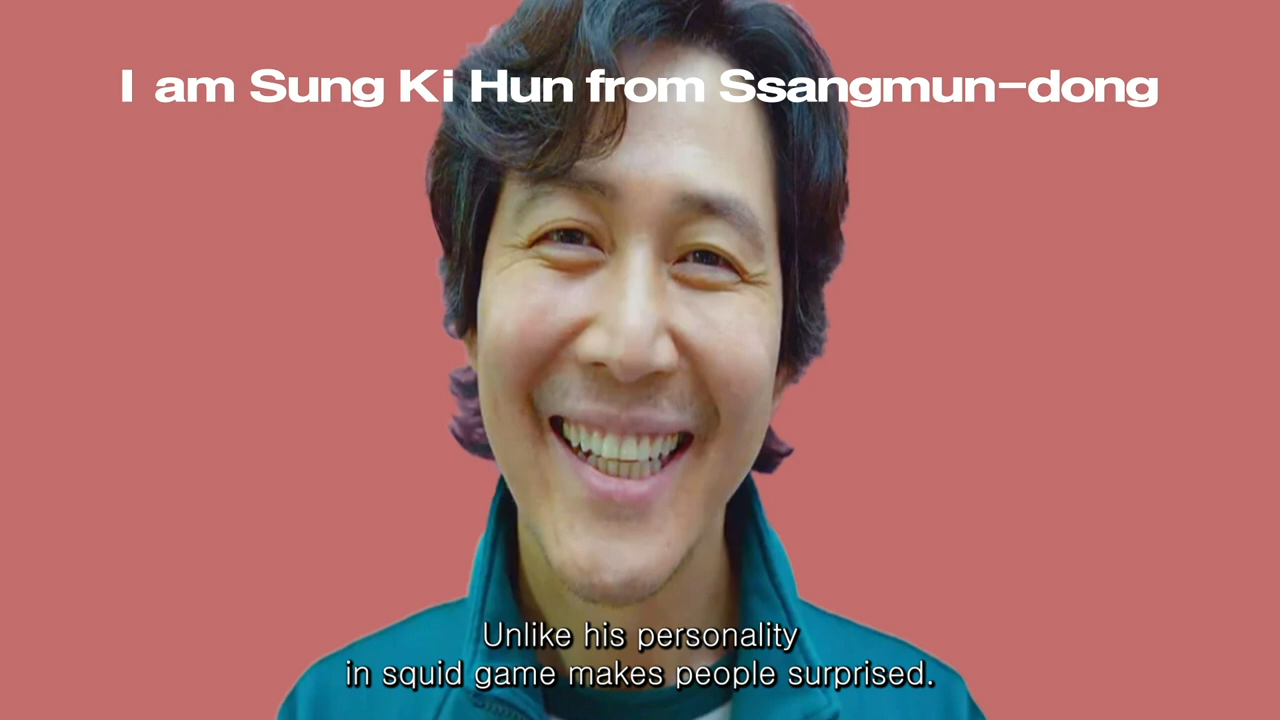 I am Sung Ki Hun from Ssangmun-dong
Unlike his personality
in squid game makes people surprised.